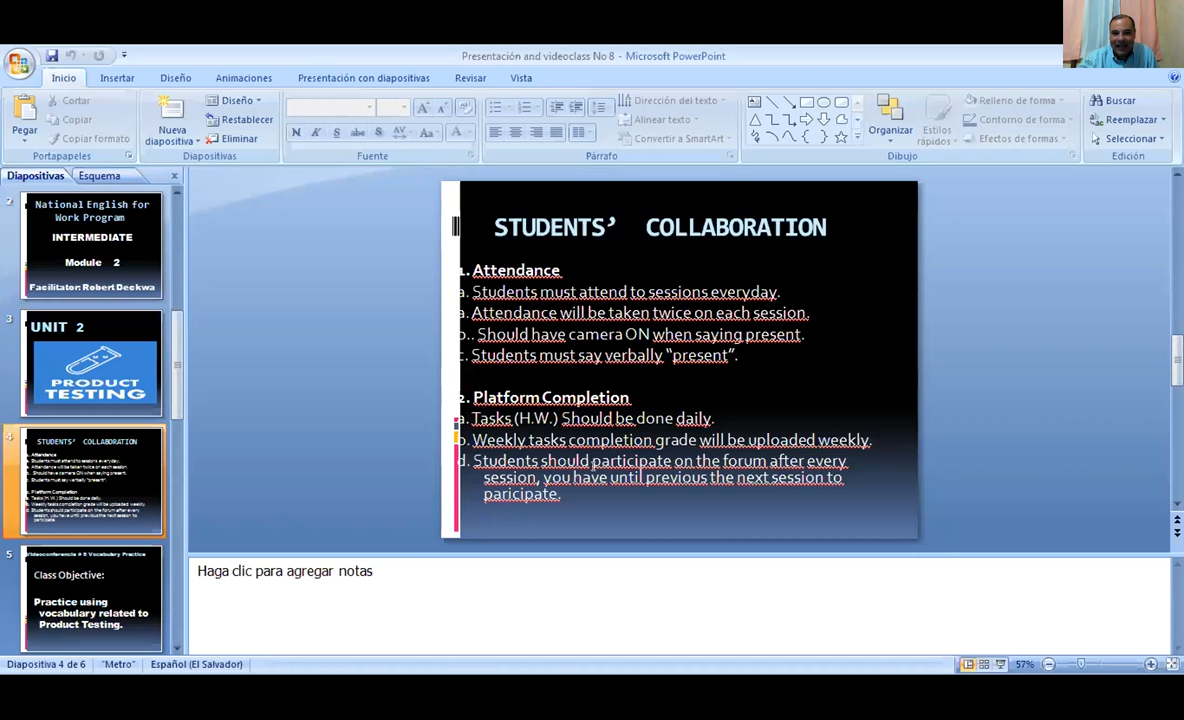 Presentación and videoclass No 8 - Microsoft PowerPoint
Inicio Insertar Diseño Animaciones Presentación con diapositivas Revisar Vista
Pegar
Cortar
Copiar
Copiar formato
Portapapeles
Nueva
diapositiva
Diseño
Restablecer
Eliminar
Diapositivas
N K S abc S AV Aa A
Fuente
Dirección del texto
Alinear texto
Convertir a SmartArt
Párrafo
Organizar
Estilos
rápidos
Relleno de forma
Contorno de forma
Efectos de formas
Dibujo
Buscar
Reemplazar
Seleccionar
Edición
Diapositivas Esquema
2
National English for
Work Program
INTERMEDIATE
Module 2
Facilitator: Robert Deckwa
3
UNIT 2
PRODUCT
TESTING
4
STUDENTS' COLLABORATION
1. Attendance
a. Students must attend to sessions everyday.
a. Attendance will be taken twice on each session.
b.. Should have camera ON when saying present.
c. Students must say verbally "present".
2. Platform Completion
a. Tasks (H.W.) Should be done daily.
b. Weekly tasks completion grade will be uploaded weekly.
d. Students should participate on the forum after every
session, you have until previous the next session to
paricipate.
5
Videoconferencia # 8 Vocabulary Practice
Class Objective:
Practice using
vocabulary related to
Product Testing.
STUDENTS’ COLLABORATION
1. Attendance
a. Students must attend to sessions everyday.
a. Attendance will be taken twice on each session.
b.. Should have camera ON when saying present.
c. Students must say verbally “present”.
2. Platform Completion
a. Tasks (H.W.) Should be done daily.
b. Weekly tasks completion grade will be uploaded weekly.
d. Students should participate on the forum after every
session, you have until previous the next session to
paricipate.
Haga clic para agregar notas
Diapositiva 4 de 6 "Metro" Español (El Salvador) 57%